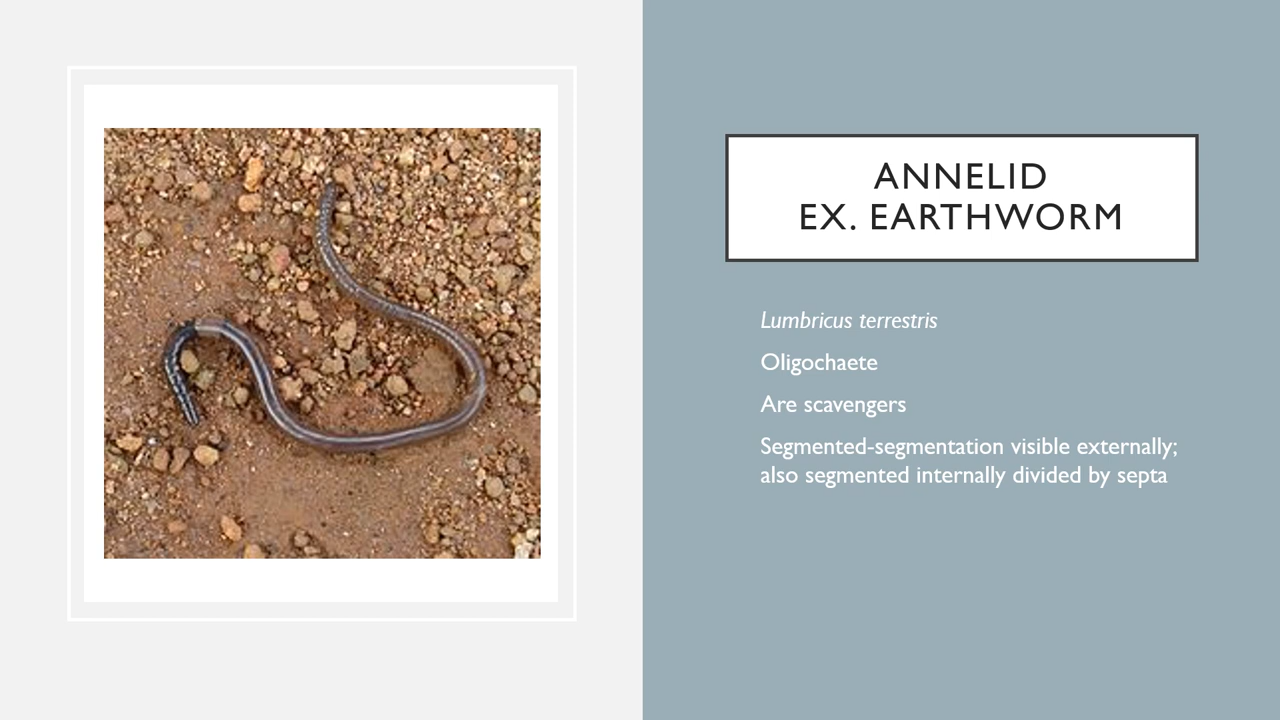 ANNELID
EX. EARTHWORM
Lumbricus terrestris
Oligochaete
Are scavengers
Segmented-segmentation visible externally;
also segmented internally divided by septa